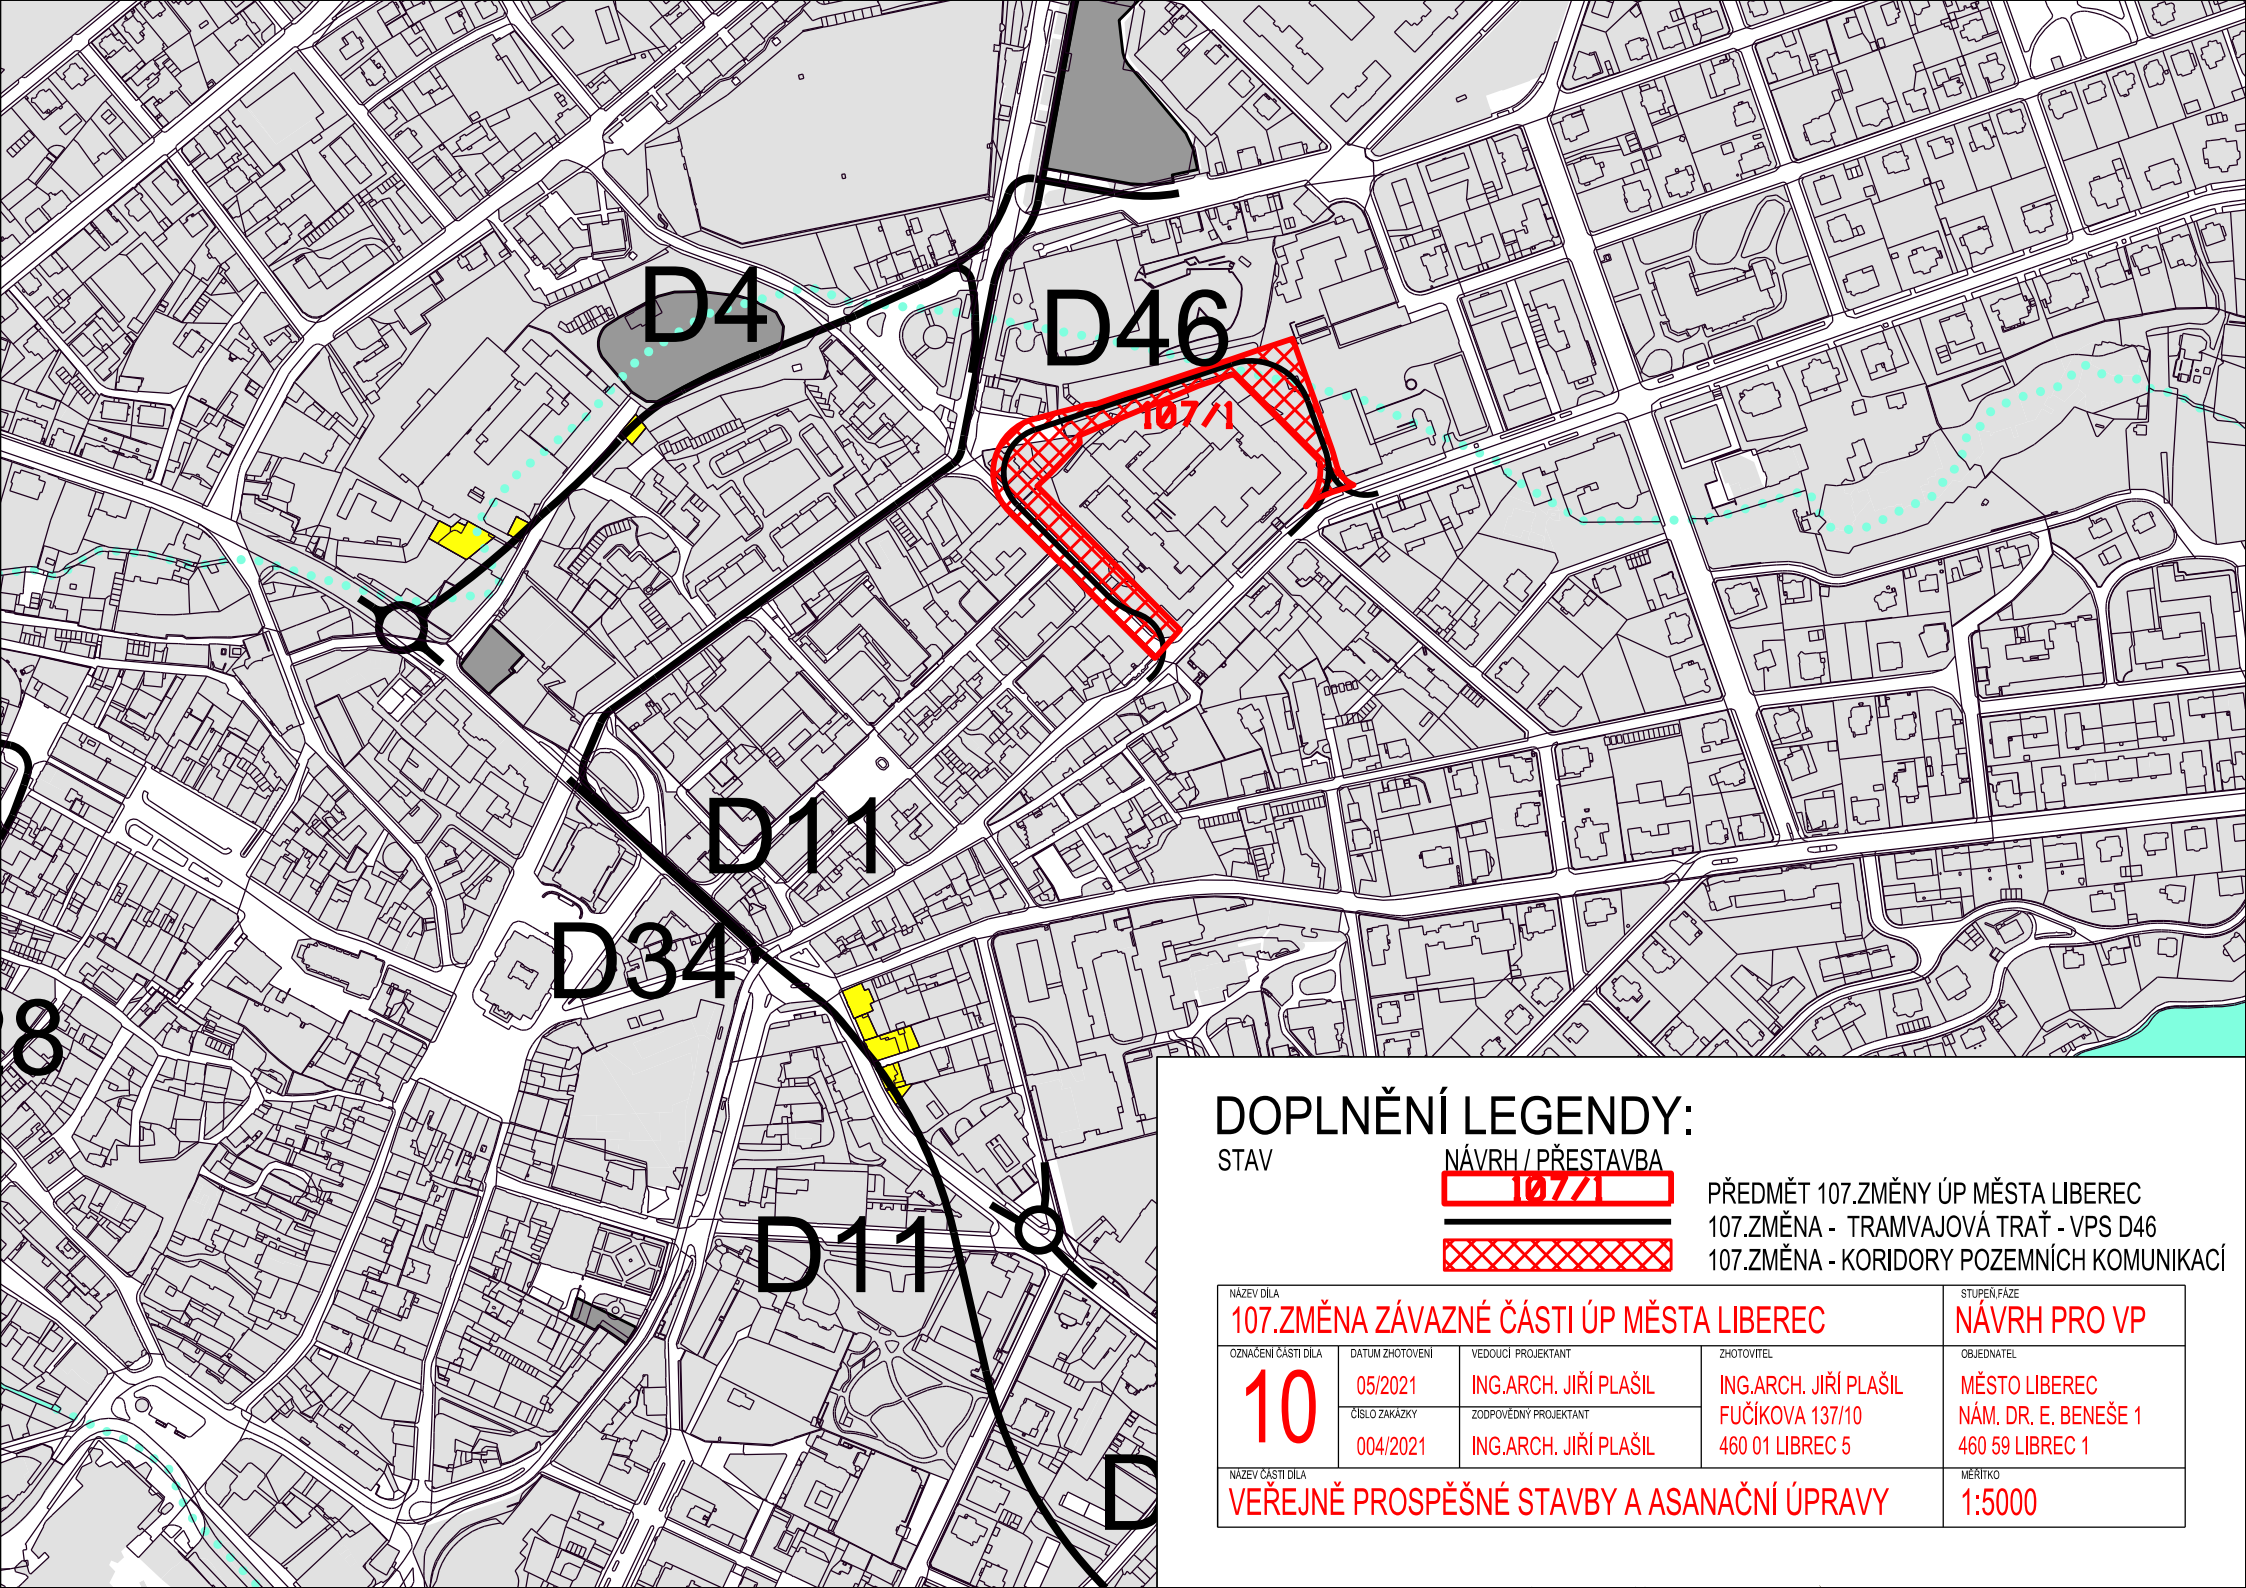 D4
D46
107/1
D11
D34
8
D11
D
DOPLNĚNÍ LEGENDY:
STAV
NÁVRH / PŘESTAVBA
107/1
PŘEDMĚT 107.ZMĚNY ÚP MĚSTA LIBEREC
107.ZMĚNA - TRAMVAJOVÁ TRAŤ - VPS D46
107.ZMĚNA - KORIDORY POZEMNÍCH KOMUNIKACÍ
NÁZEV DÍLA
107.ZMĚNA ZÁVAZNÉ ČÁSTI ÚP MĚSTA LIBEREC
STUPEŇ,FÁZE
NÁVRH PRO VP
OZNAČENÍ ČÁSTI DÍLA
10
DATUM ZHOTOVENÍ
05/2021
ČÍSLO ZAKÁZKY
004/2021
VEDOUCÍ PROJEKTANT
ING.ARCH. JIŘÍ PLAŠIL
ZODPOVĚDNÝ PROJEKTANT
ING.ARCH. JIŘÍ PLAŠIL
ZHOTOVITEL
ING.ARCH. JIŘÍ PLAŠIL
FUČÍKOVA 137/10
460 01 LIBREC 5
OBJEDNATEL
MĚSTO LIBEREC
NÁM. DR. E. BENEŠE 1
460 59 LIBREC 1
NÁZEV ČÁSTI DÍLA
VEŘEJNĚ PROSPĚŠNÉ STAVBY A ASANAČNÍ ÚPRAVY
MĚŘÍTKO
1:5000